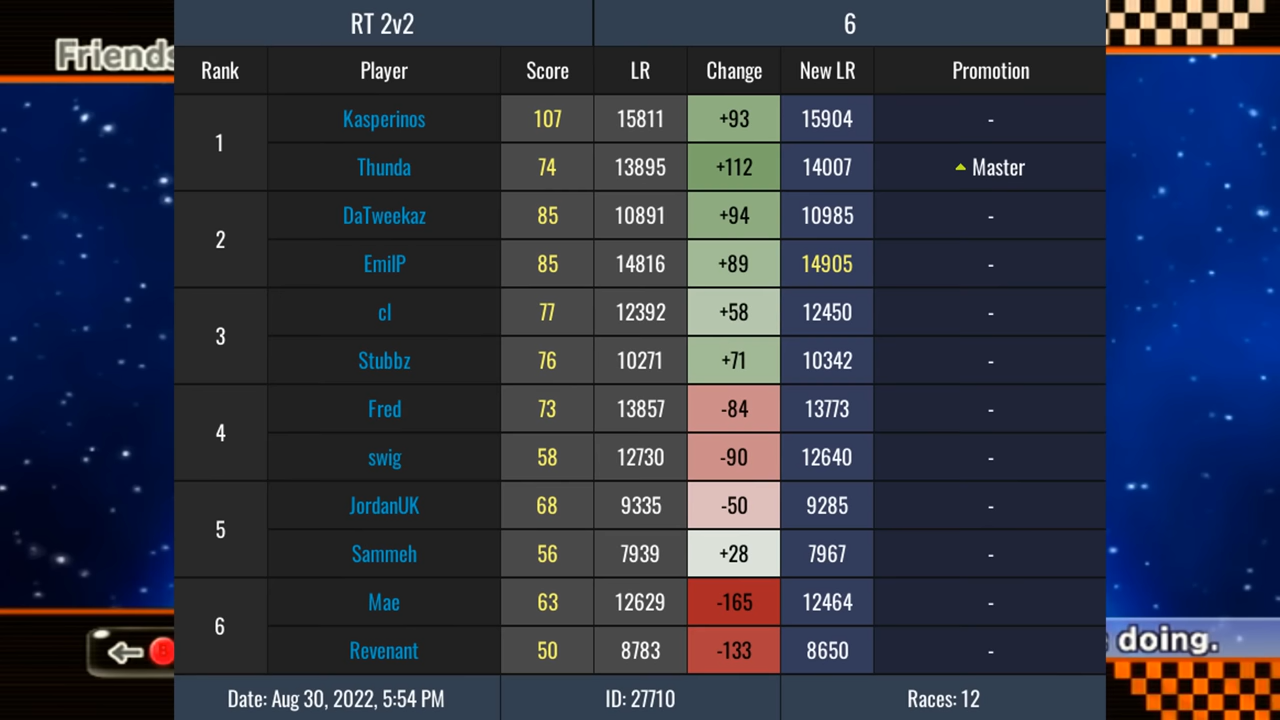 RT 2v2 6
Friends
Rank Player Score LR Change New LR Promotion
1
Kasperinos 107 15811 +93 15904 -
Thunda 74 13895 +112 14007 Master
2
DaTweekaz 85 10891 +94 10985 -
EmilP 85 14816 +89 14905 -
3
cl 77 12392 +58 12450 -
Stubbz 76 10271 +71 10342 -
4
Fred 73 13857 -84 13773 -
swig 58 12730 -90 12640 -
5
JordanUK 68 9335 -50 9285 -
Sammeh 56 7939 +28 7967 -
6
Mae 63 12629 -165 12464 -
Revenant 50 8783 -133 8650 -
doing.
Date: Aug 30, 2022, 5:54 PM ID: 27710 Races: 12